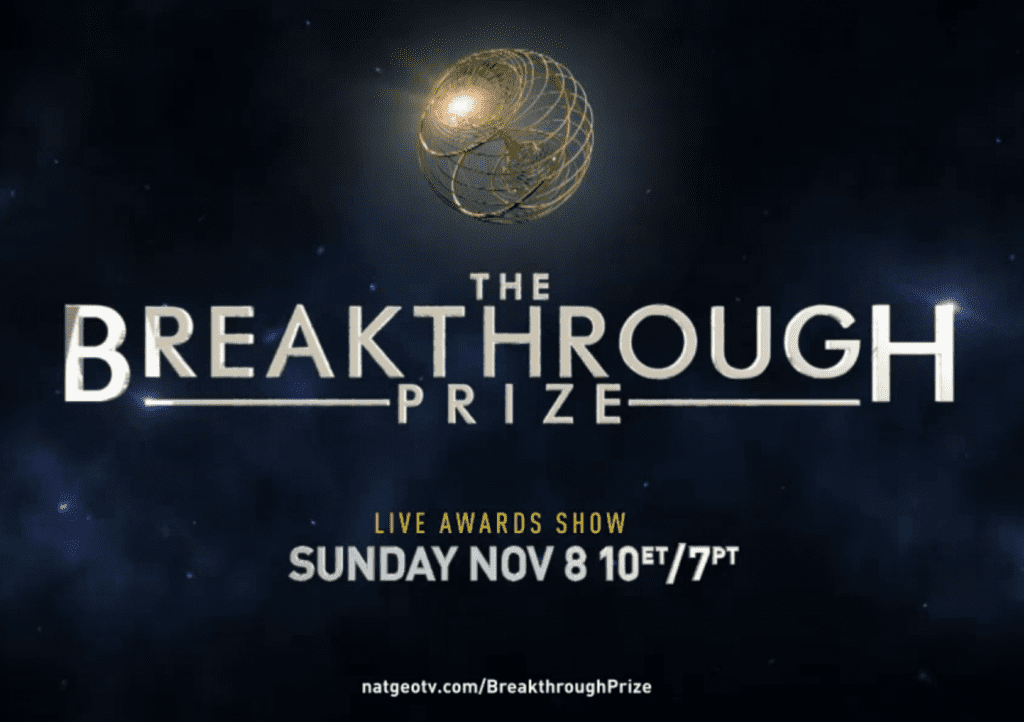 THE
BREAKTHROUGH
PRIZE
LIVE AWARDS SHOW
SUNDAY NOV 8 10ET/7PT
natgeotv.com/BreakthroughPrize